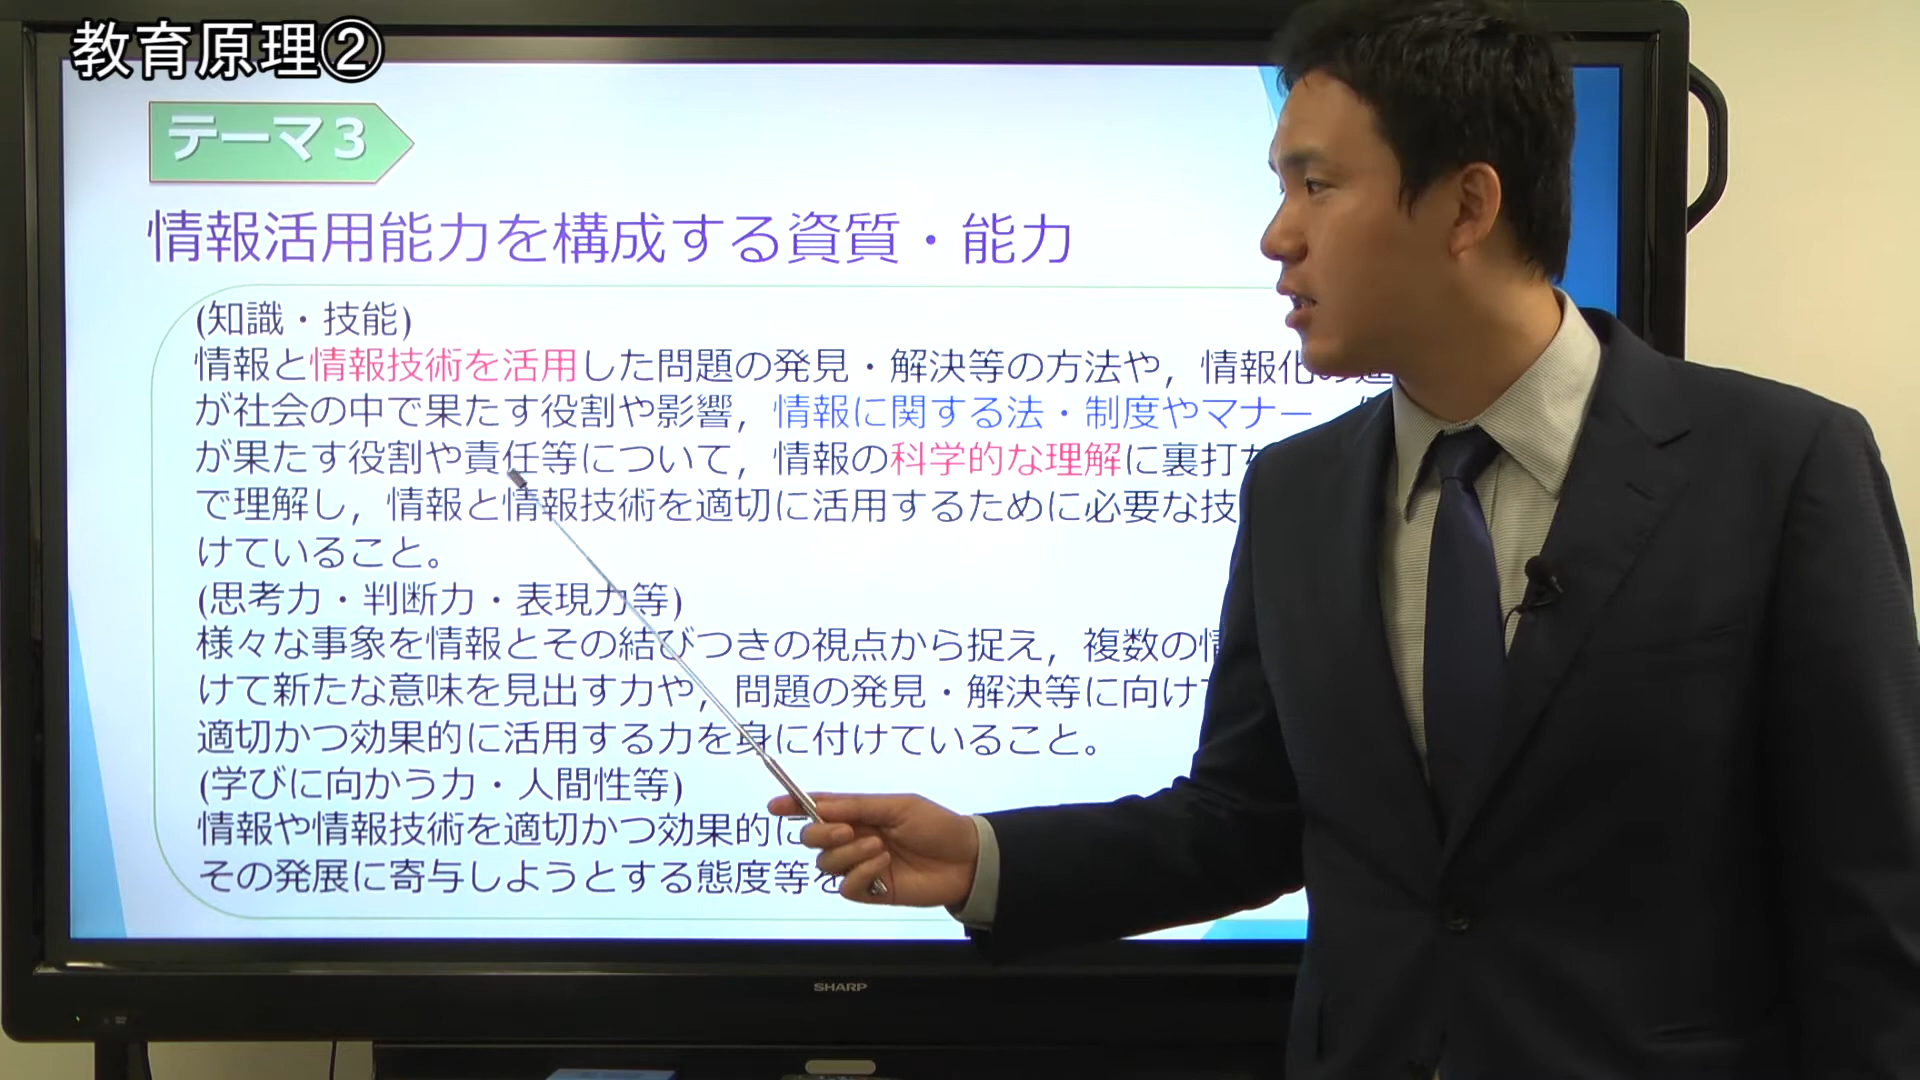 教育原理②
テーマ3
情報活用能力を構成する資質・能力
(知識・技能)
情報と情報技術を活用した問題の発見・解決等の方法や，情報化の進
が社会の中で果たす役割や影響，情報に関する法・制度やマナー
が果たす役割や責任等について，情報の科学的な理解に裏打
で理解し，情報と情報技術を適切に活用するために必要な技
けていること。
(思考力・判断力・表現力等)
様々な事象を情報とその結びつきの視点から捉え，複数の情
けて新たな意味を見出す力や，問題の発見・解決等に向け
適切かつ効果的に活用する力を身に付けていること。
(学びに向かう力・人間性等)
情報や情報技術を適切かつ効果的に
その発展に寄与しようとする態度等を
SHARP